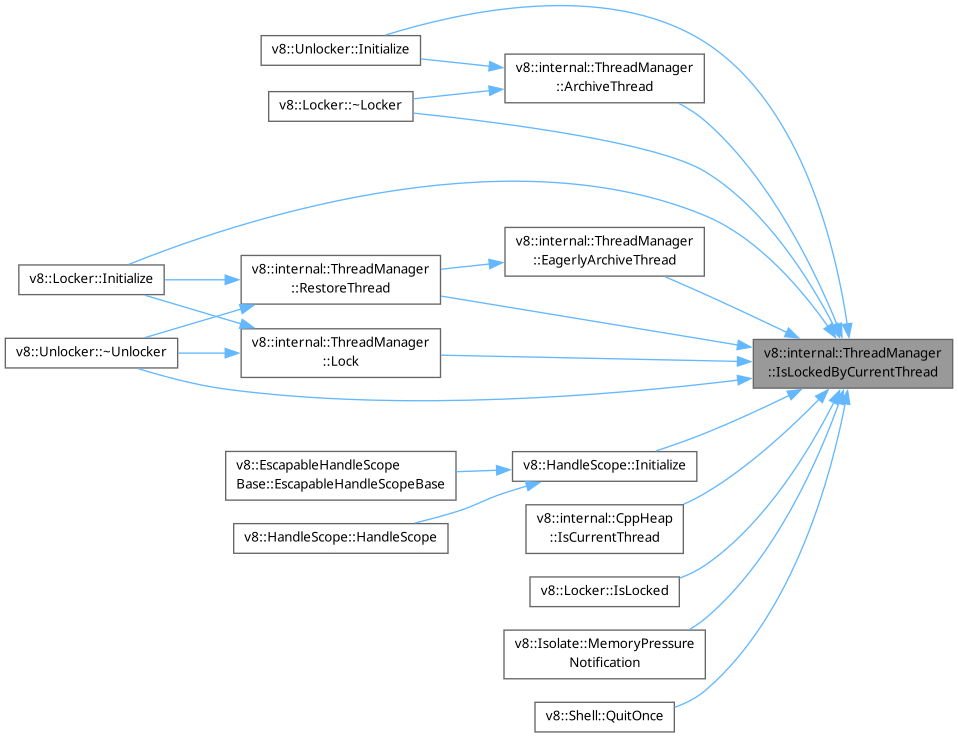 v8::Unlocker::Initialize
v8::internal::ThreadManager
::ArchiveThread
v8::Locker::~Locker
v8::internal::ThreadManager
::EagerlyArchiveThread
v8::Locker::Initialize
v8::internal::ThreadManager
::RestoreThread
v8::Unlocker::~Unlocker
v8::internal::ThreadManager
::Lock
v8::internal::ThreadManager
::IsLockedByCurrentThread
v8::EscapableHandleScope
Base::EscapableHandleScopeBase
v8::HandleScope::Initialize
v8::HandleScope::HandleScope
v8::internal::CppHeap
::IsCurrentThread
v8::Locker::IsLocked
v8::Isolate::MemoryPressure
Notification
v8::Shell::QuitOnce